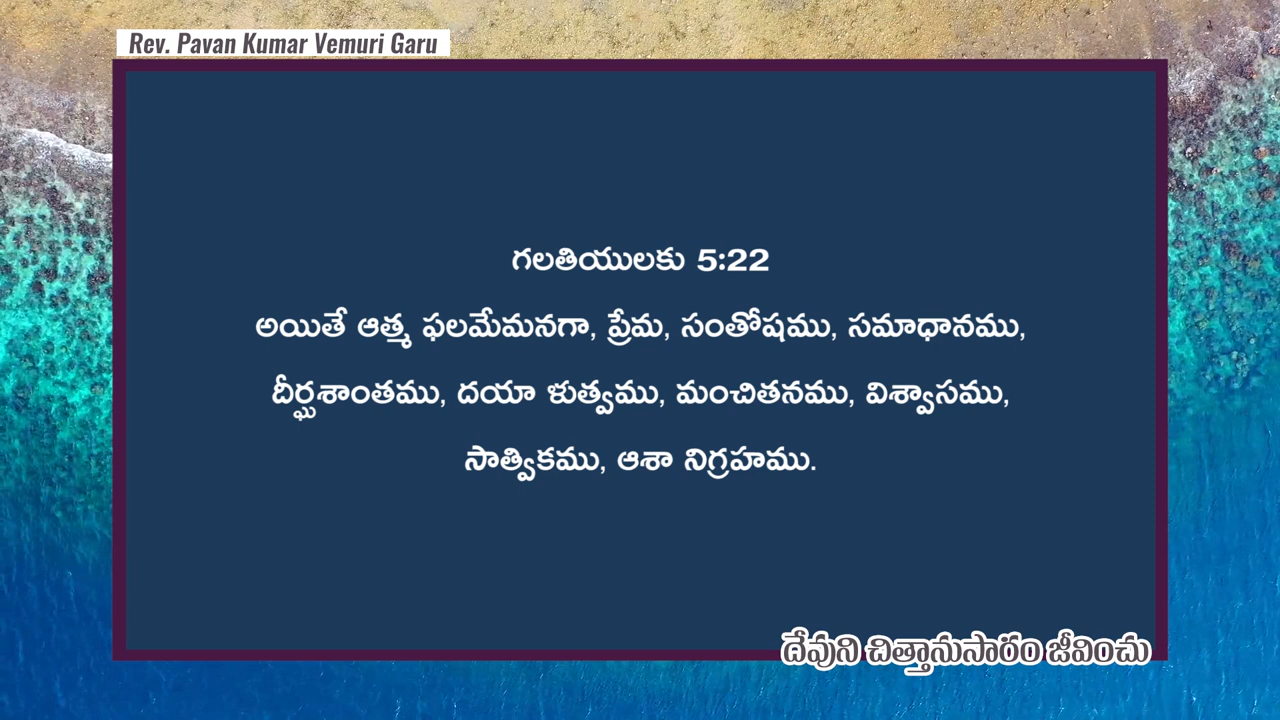 Rev. Pavan Kumar Vemuri Garu
గలతియులకు 5:22
అయితే ఆత్మ ఫలమేమనగా, ప్రేమ, సంతోషము, సమాధానము,
దీర్ఘశాంతము, దయా ళుత్వము, మంచితనము, విశ్వాసము,
సాత్వికము, ఆశా నిగ్రహము.
దేవుని చిత్తానుసారం జీవించు